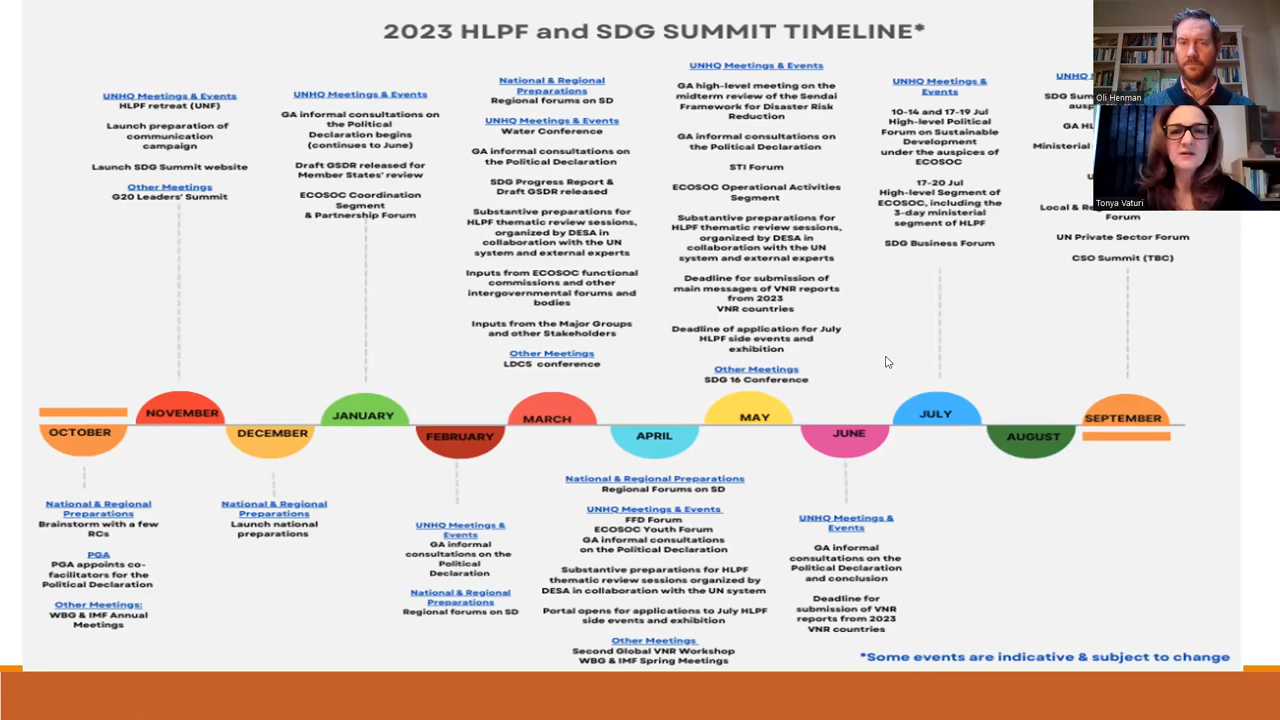 2023 HLPF and SDG SUMMIT TIMELINE*
UNHQ Meetings & Events
HLPF retreat (UNF)
Launch preparation of
communication
campaign
Launch SDG Summit website
Other Meetings
G20 Leaders' Summit
UNHQ Meetings & Events
GA informal consultations on
the Political
Declaration begins
(continues to June)
Draft GSDR released for
Member States' review
ECOSOC Coordination
Segment
& Partnership Forum
National & Regional
Preparations
Regional forums on SD
UNHQ Meetings & Events
Water Conference
GA informal consultations on
the Political Declaration
SDG Progress Report &
Draft GSDR released
Substantive preparations for
HLPF thematic review sessions,
organized by DESA in
collaboration with the UN
system and external experts
Inputs from ECOSOC functional
commissions and other
intergovernmental forums and
bodies
Inputs from the Major Groups
and other Stakeholders
Other Meetings
LDC5 conference
UNHQ Meetings & Events
GA high-level meeting on the
midterm review of the Sendai
Framework for Disaster Risk
Reduction
GA informal consultations on
the Political Declaration
STI Forum
ECOSOC Operational Activities
Segment
Substantive preparations for
HLPF thematic review sessions,
organized by DESA in
collaboration with the UN
system and external experts
Deadline for submission of
main messages of VNR reports
from 2023
VNR countries
Deadline of application for July
HLPF side events and
exhibition
Other Meetings
SDG 16 Conference
UNHQ Meetings &
Events
10-14 and 17-19 Jul
High-level Political
Forum on Sustainable
Development
under the auspices of
ECOSOC
17-20 Jul
High-level Segment of
ECOSOC, including the
3-day ministerial
segment of HLPF
SDG Business Forum
UNHQ
SDG Sum
GA HL
Ministerial
Local & Re
Forum
UN Private Sector Forum
CSO Summit (TBC)
Oli Henman
Tonya Vaturi
OCTOBER
NOVEMBER
DECEMBER
JANUARY
FEBRUARY
MARCH
APRIL
MAY
JUNE
JULY
AUGUST
SEPTEMBER
National & Regional
Preparations
Brainstorm with a few
RCs
PGA
PGA appoints co-
facilitators for the
Political Declaration
Other Meetings:
WBG & IMF Annual
Meetings
National & Regional
Preparations
Launch national
preparations
UNHQ Meetings &
Events
GA informal
consultations on the
Political
Declaration
National & Regional
Preparations
Regional forums on SD
National & Regional Preparations
Regional Forums on SD
UNHQ Meetings & Events
FFD Forum
ECOSOC Youth Forum
GA informal consultations
on the Political Declaration
Substantive preparations for HLPF
thematic review sessions organized by
DESA in collaboration with the UN system
Portal opens for applications to July HLPF
side events and exhibition
Other Meetings
Second Global VNR Workshop
WBG & IMF Spring Meetings
UNHQ Meetings &
Events
GA informal
consultations on the
Political Declaration
and conclusion
Deadline for
submission of VNR
reports from 2023
VNR countries
*Some events are indicative & subject to change